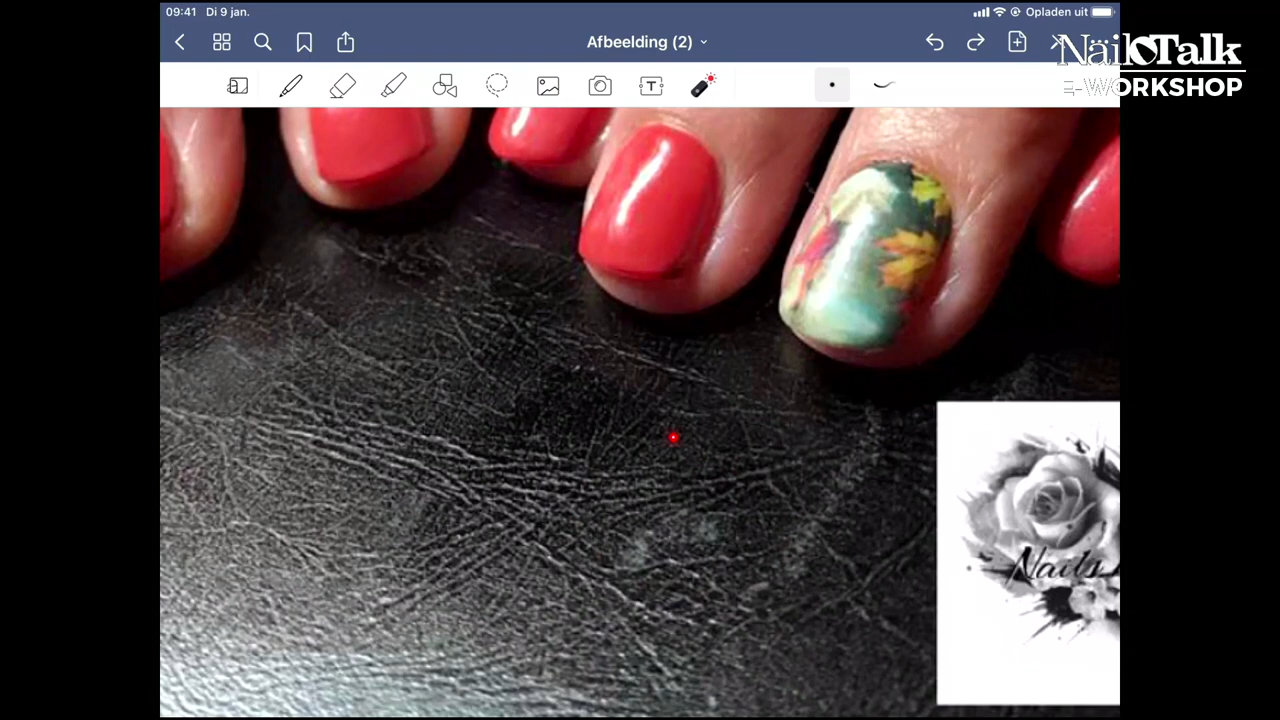 09:41 Di 9 jan.
Opladen uit
Afbeelding (2)
T
NailTalk
E-WORKSHOP
Nails